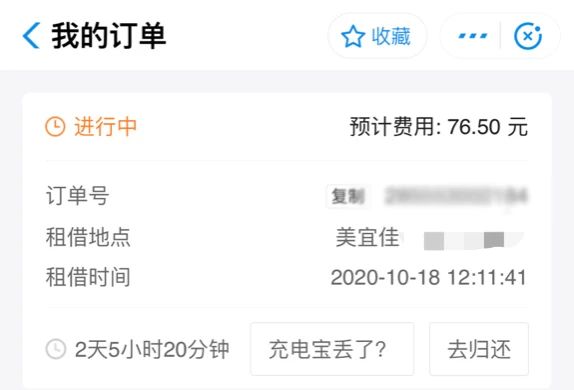 我的订单 收藏
进行中 预计费用: 76.50 元
订单号 复制
租借地点 美宜佳
租借时间 2020-10-18 12:11:41
2天5小时20分钟 充电宝丢了? 去归还